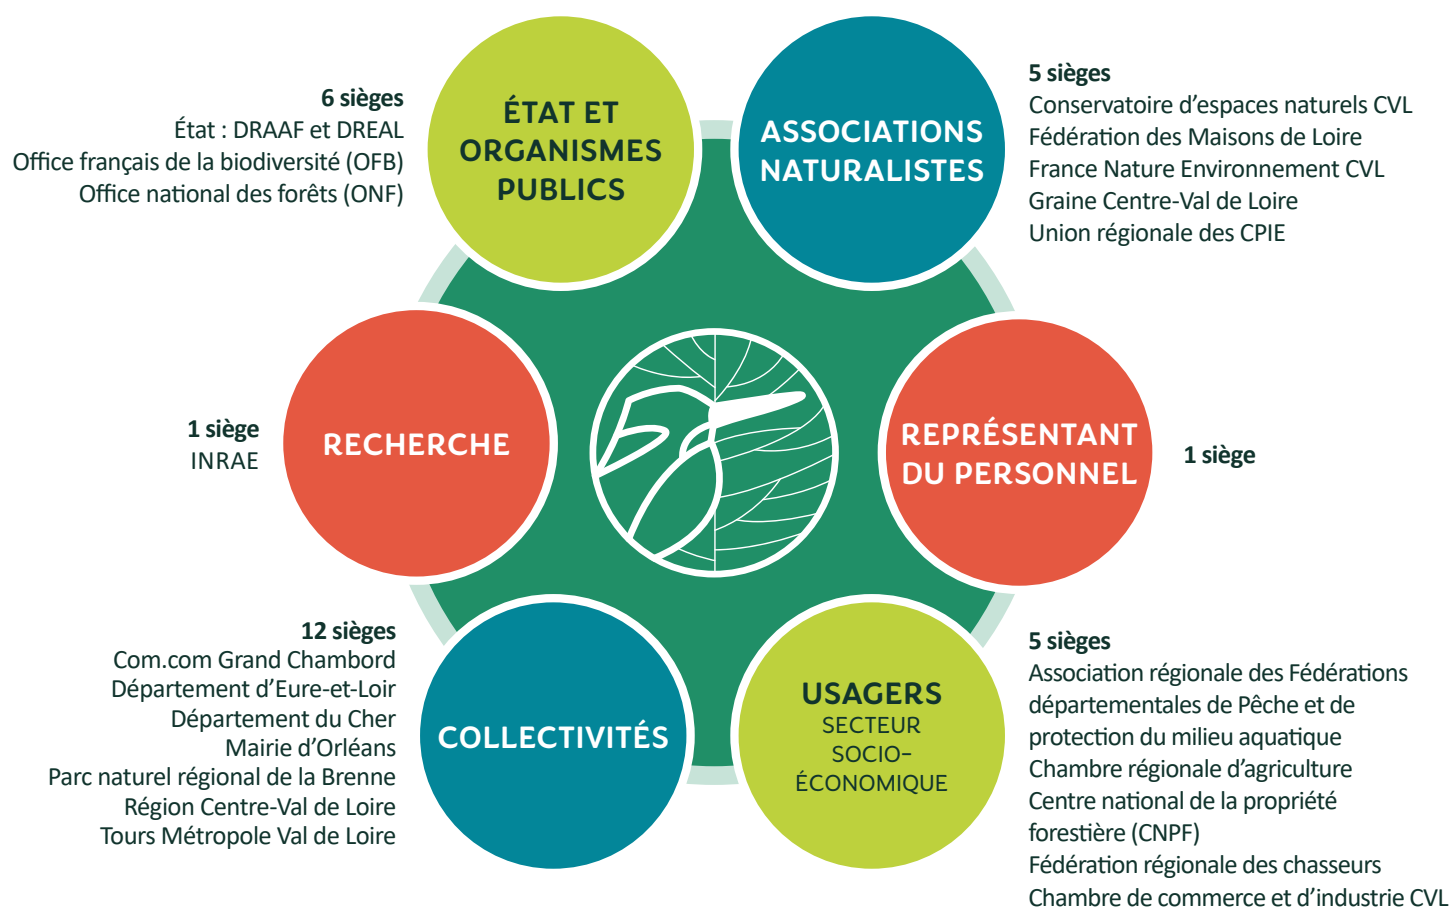 6 sièges
État : DRAAF et DREAL
Office français de la biodiversité (OFB)
Office national des forêts (ONF)
ÉTAT ET
ORGANISMES
PUBLICS
ASSOCIATIONS
NATURALISTES
5 sièges
Conservatoire d’espaces naturels CVL
Fédération des Maisons de Loire
France Nature Environnement CVL
Graine Centre-Val de Loire
Union régionale des CPIE
1 siège
INRAE
RECHERCHE
REPRÉSENTANT
DU PERSONNEL
1 siège
12 sièges
Com.com Grand Chambord
Département d’Eure-et-Loir
Département du Cher
Mairie d’Orléans
Parc naturel régional de la Brenne
Région Centre-Val de Loire
Tours Métropole Val de Loire
COLLECTIVITÉS
USAGERS
SECTEUR
SOCIO-
ÉCONOMIQUE
5 sièges
Association régionale des Fédérations
départementales de Pêche et de
protection du milieu aquatique
Chambre régionale d’agriculture
Centre national de la propriété
forestière (CNPF)
Fédération régionale des chasseurs
Chambre de commerce et d’industrie CVL